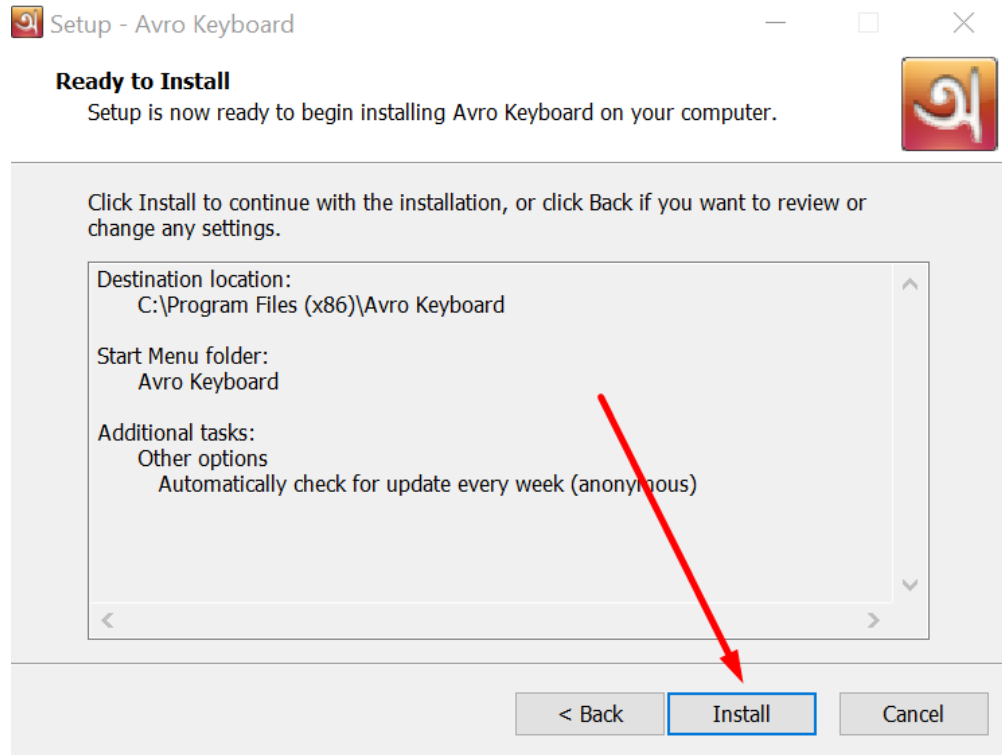 Setup - Avro Keyboard
Ready to Install
Setup is now ready to begin installing Avro Keyboard on your computer.
অ
Click Install to continue with the installation, or click Back if you want to review or
change any settings.
Destination location:
C:\Program Files (x86)\Avro Keyboard
Start Menu folder:
Avro Keyboard
Additional tasks:
Other options
Automatically check for update every week (anonymous)
< Back
Install
Cancel